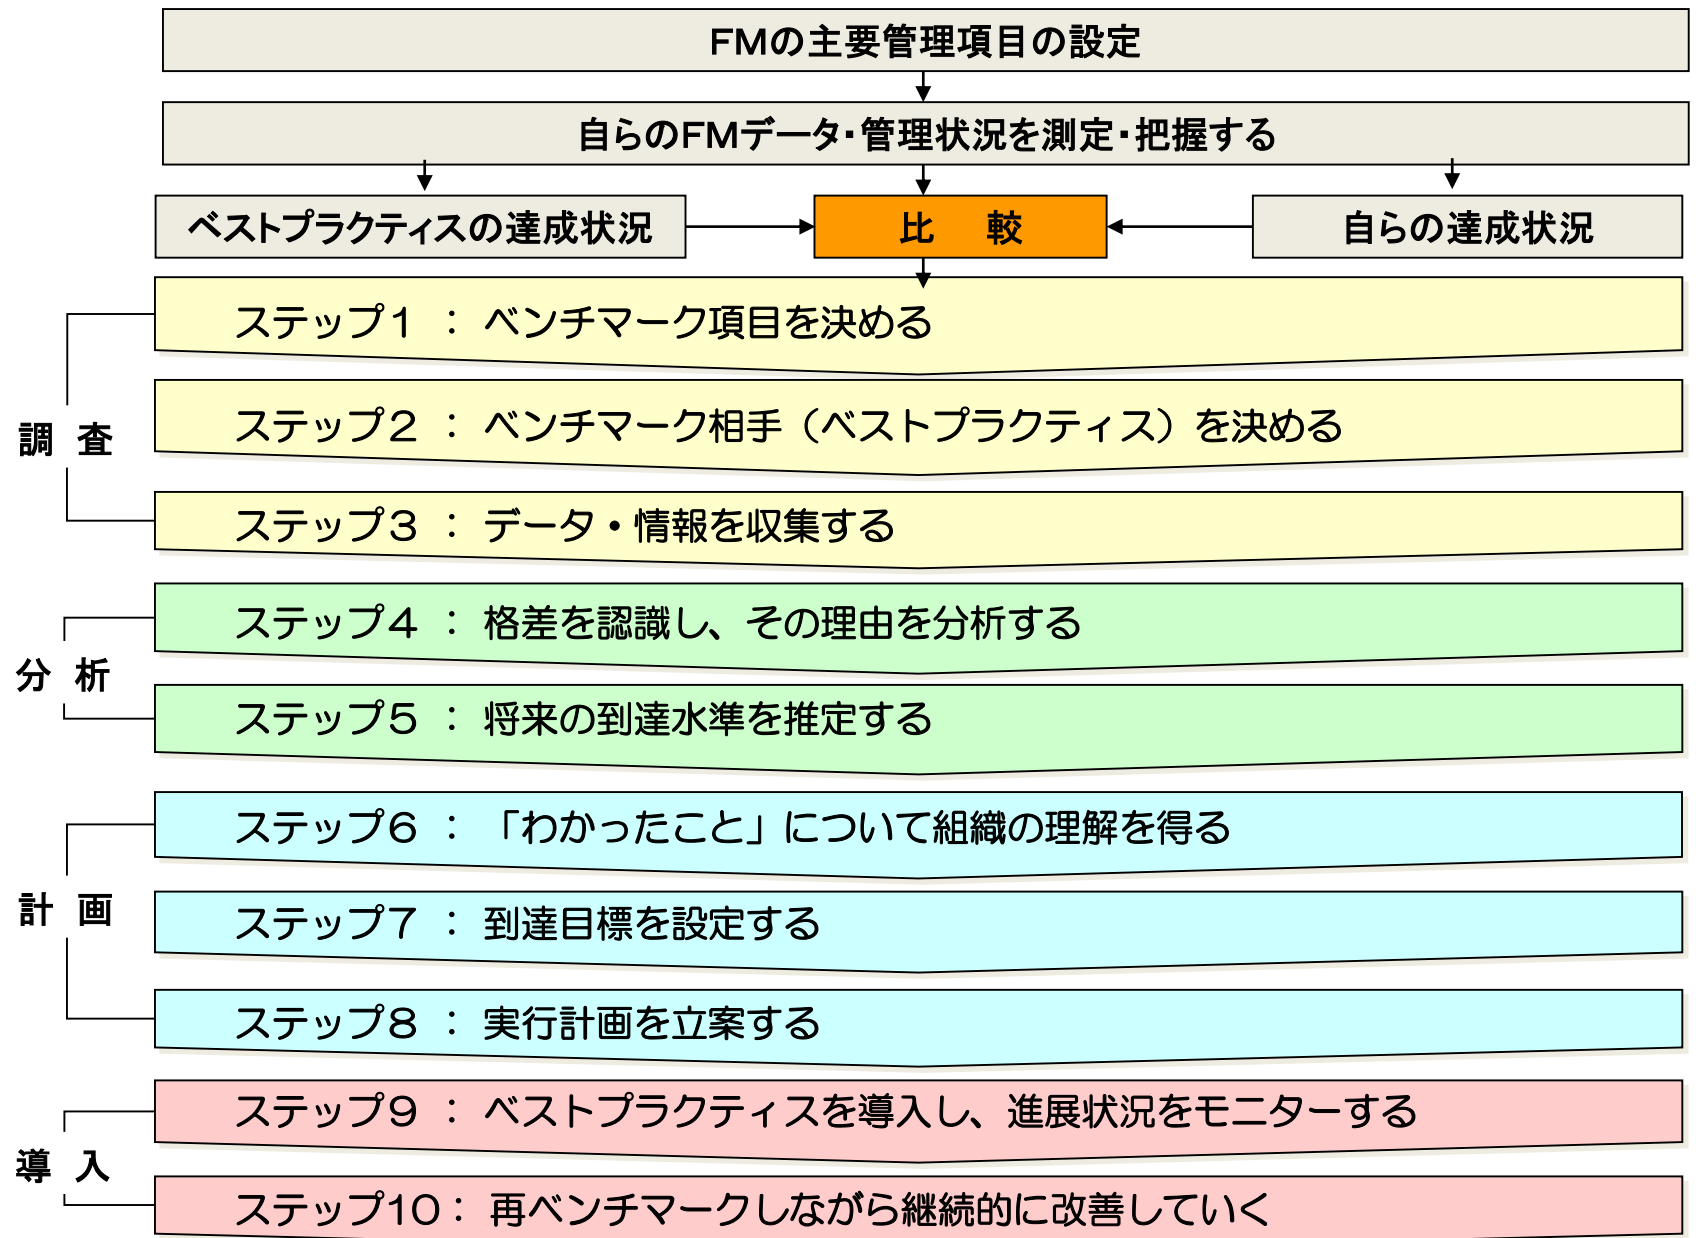 FMの主要管理項目の設定
自らのFMデータ・管理状況を測定・把握する
ベストプラクティスの達成状況
比 較
自らの達成状況
調 査
ステップ1 : ベンチマーク項目を決める
ステップ2 : ベンチマーク相手（ベストプラクティス）を決める
ステップ3 : データ・情報を収集する
分 析
ステップ4 : 格差を認識し、その理由を分析する
ステップ5 : 将来の到達水準を推定する
計 画
ステップ6 : 「わかったこと」について組織の理解を得る
ステップ7 : 到達目標を設定する
ステップ8 : 実行計画を立案する
導 入
ステップ9 : ベストプラクティスを導入し、進展状況をモニターする
ステップ10 : 再ベンチマークしながら継続的に改善していく